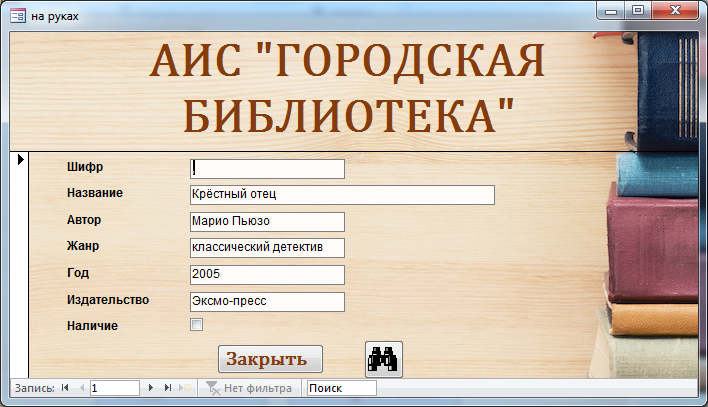 на руках
АИС "ГОРОДСКАЯ
БИБЛИОТЕКА"
Шифр
Название Крёстный отец
Автор Марио Пьюзо
Жанр классический детектив
Год 2005
Издательство Эксмо-пресс
Наличие
Закрыть
Запись: 1 Нет фильтра Поиск